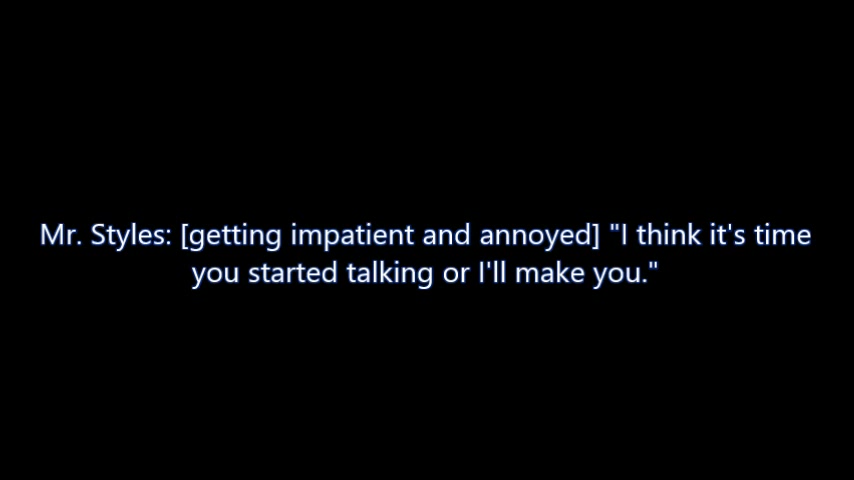 Mr. Styles: [getting impatient and annoyed] "I think it's time
you started talking or I'll make you."